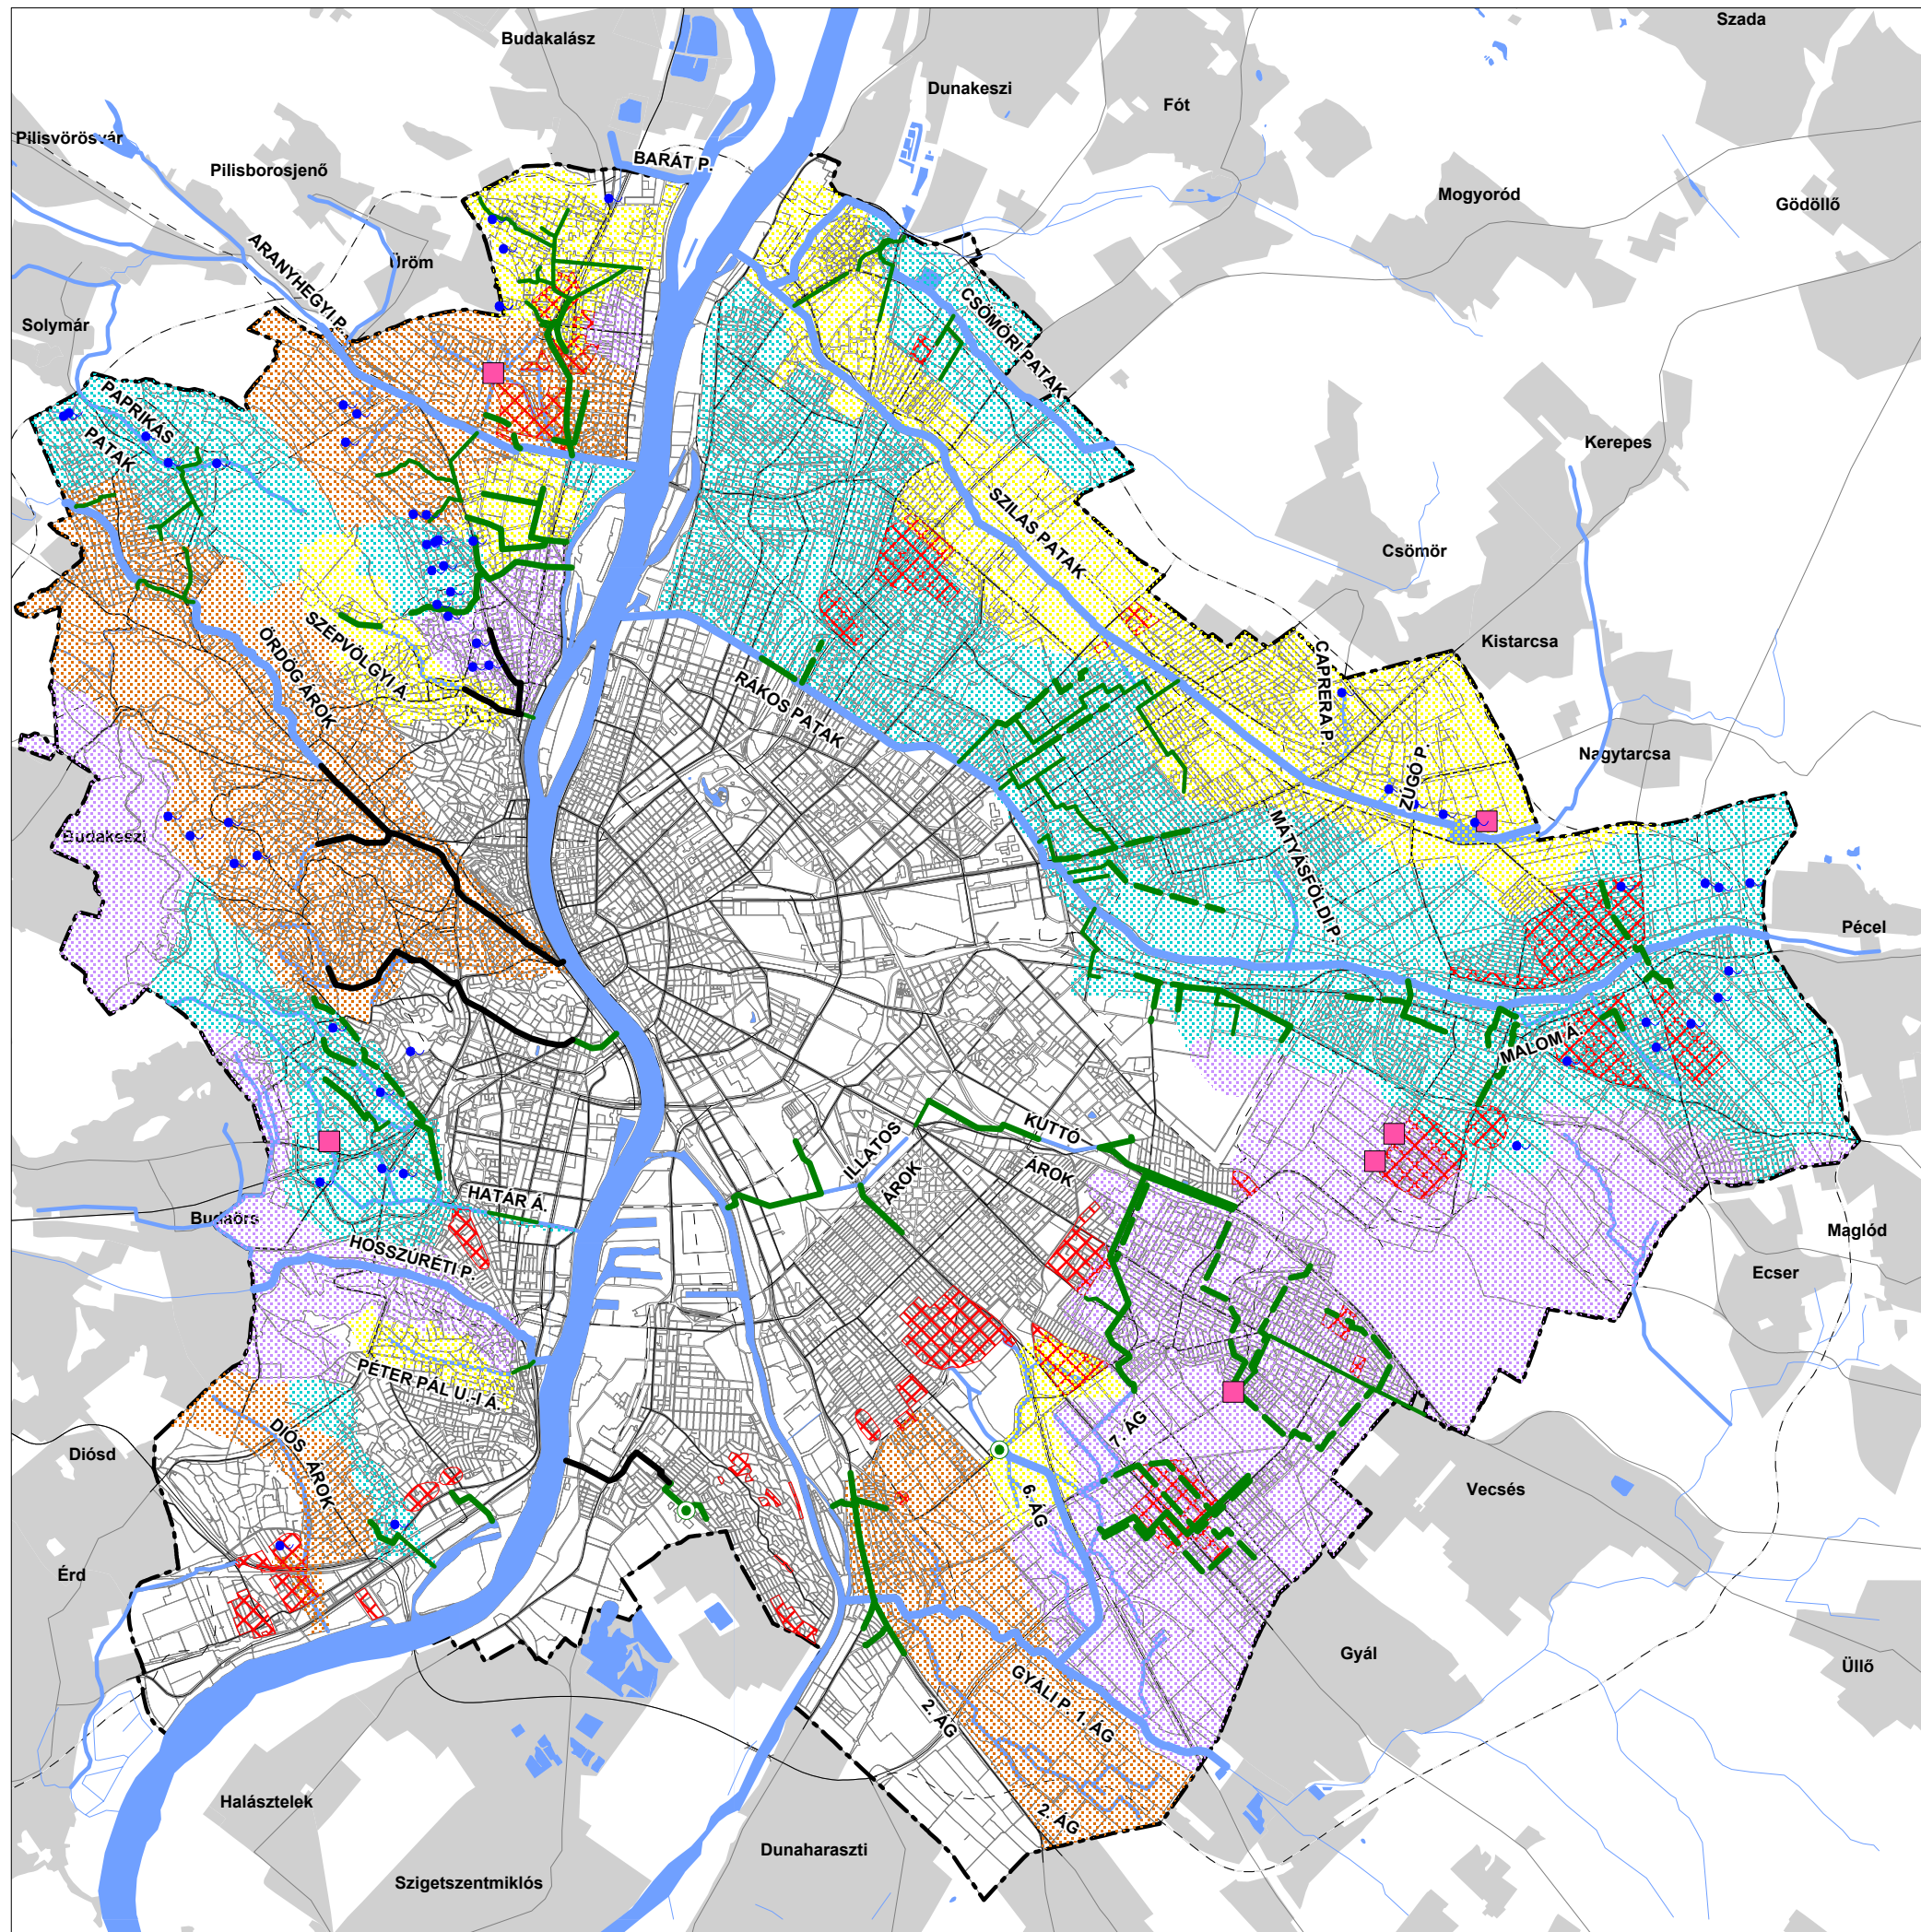 Szada
Budakalász
Dunakeszi
Fót
Pilisvörösvár
BARÁT P.
Pilisborosjenő
Mogyoród
Gödöllő
ARANYHEGYI P.
Üröm
CSÖMÖRI PATAK
Solymár
PAPRIKÁS
PATAK
Kerepes
SZILAS PATAK
Csömör
SZÉPVÖLGYI Á.
ÖRDÖG ÁROK
CAPRERA P.
Kistarcsa
RÁKOS PATAK
Nagytarcsa
ZUGÓ P.
Budakeszi
MÁTYÁSFÖLDI P.
Pécel
MALOM Á.
KUTTÓ
ÁROK
ILLATOS
ÁROK
HATÁR Á.
Budaörs
HOSSZÚRÉTI P.
Maglód
Ecser
PÉTER PÁL U.-I Á.
DIÓS
ÁROK
7. ÁG
Diósd
Vecsés
6. ÁG
Érd
Gyál
Üllő
GYÁLI P. 1. ÁG
2. ÁG
Halásztelek
2. ÁG
Dunaharaszti
Szigetszentmiklós